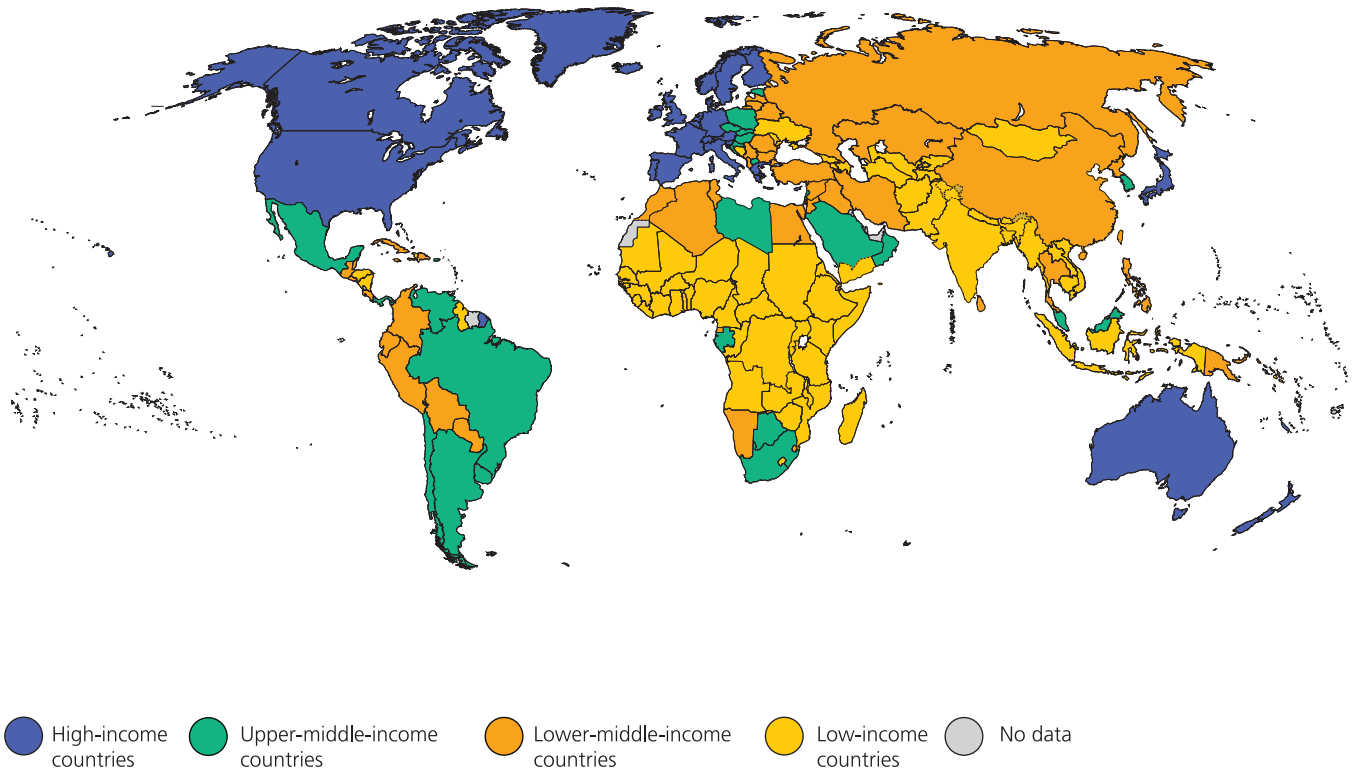 High-income
countries
Upper-middle-income
countries
Lower-middle-income
countries
Low-income
countries
No data